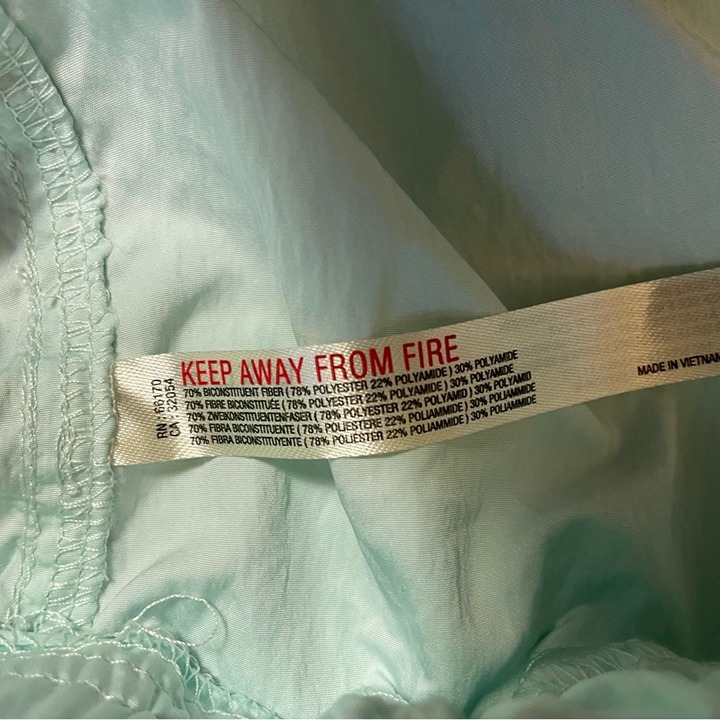 KEEP AWAY FROM FIRE
70% BICONSTITUENT FIBER ( 78% POLYESTER 22% POLYAMIDE ) 30% POLYAMIDE
70% FIBRE BICONSTITUÉE ( 78% POLYESTER 22% POLYAMIDE ) 30% POLYAMIDE
70% ZWEIKONSTITUENTENFASER ( 78% POLYESTER 22% POLYAMID ) 30% POLYAMID
70% FIBRA BICONSTITUENTE ( 78% POLIESTERE 22% POLIAMMIDE ) 30% POLIAMMIDE
70% FIBRA BICONSTITUYENTE ( 78% POLIÉSTER 22% POLIAMMIDE ) 30% POLIAMMIDE
RN : 66170
CA : 32054
MADE IN VIETNAM